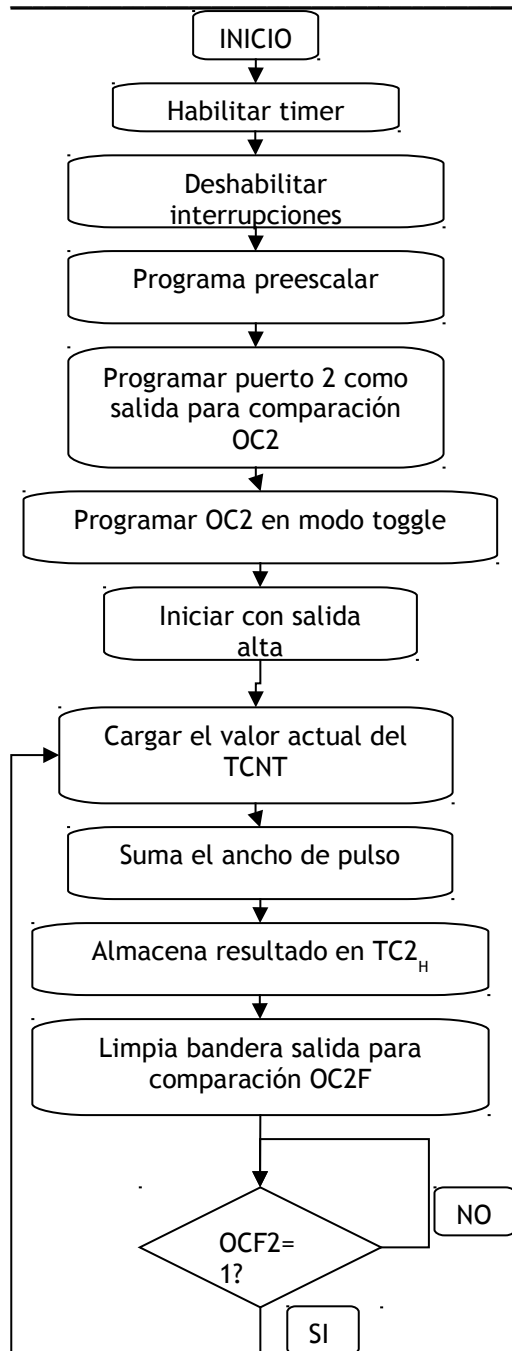 INICIO
Habilitar timer
Deshabilitar
interrupciones
Programa preescalar
Programar puerto 2 como
salida para comparación
OC2
Programar OC2 en modo toggle
Iniciar con salida
alta
Cargar el valor actual del
TCNT
Suma el ancho de pulso
Almacena resultado en TC2H
Limpia bandera salida para
comparación OC2F
OCF2=
1?
NO
SI